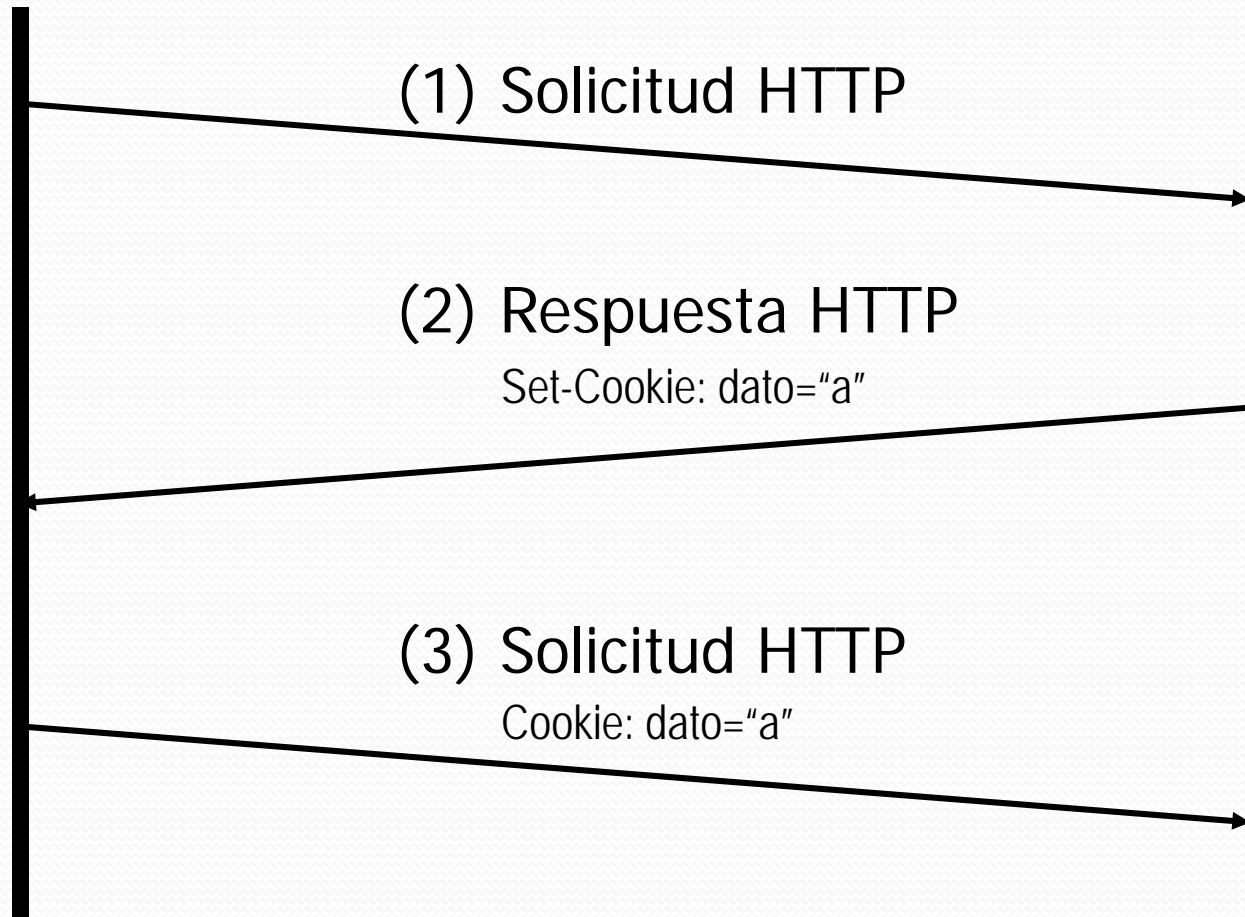 (1) Solicitud HTTP
(2) Respuesta HTTP
Set-Cookie: dato=“a”
(3) Solicitud HTTP
Cookie: dato=“a”